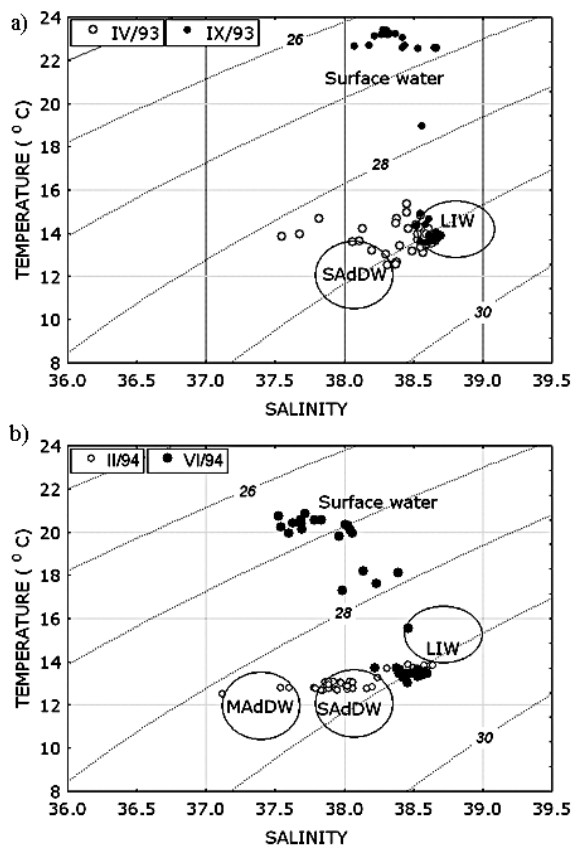 a)
IV/93 IX/93
24
26
Surface water
22
20
28
18
16
LIW
14
SAdDW
12
30
10
8
TEMPERATURE ( ° C)
36.0 36.5 37.0 37.5 38.0 38.5 39.0 39.5
SALINITY
b)
II/94 VI/94
24
26
Surface water
22
20
18
28
16
LIW
14
MAdDW SAdDW
12
30
10
8
TEMPERATURE ( ° C)
36.0 36.5 37.0 37.5 38.0 38.5 39.0 39.5
SALINITY